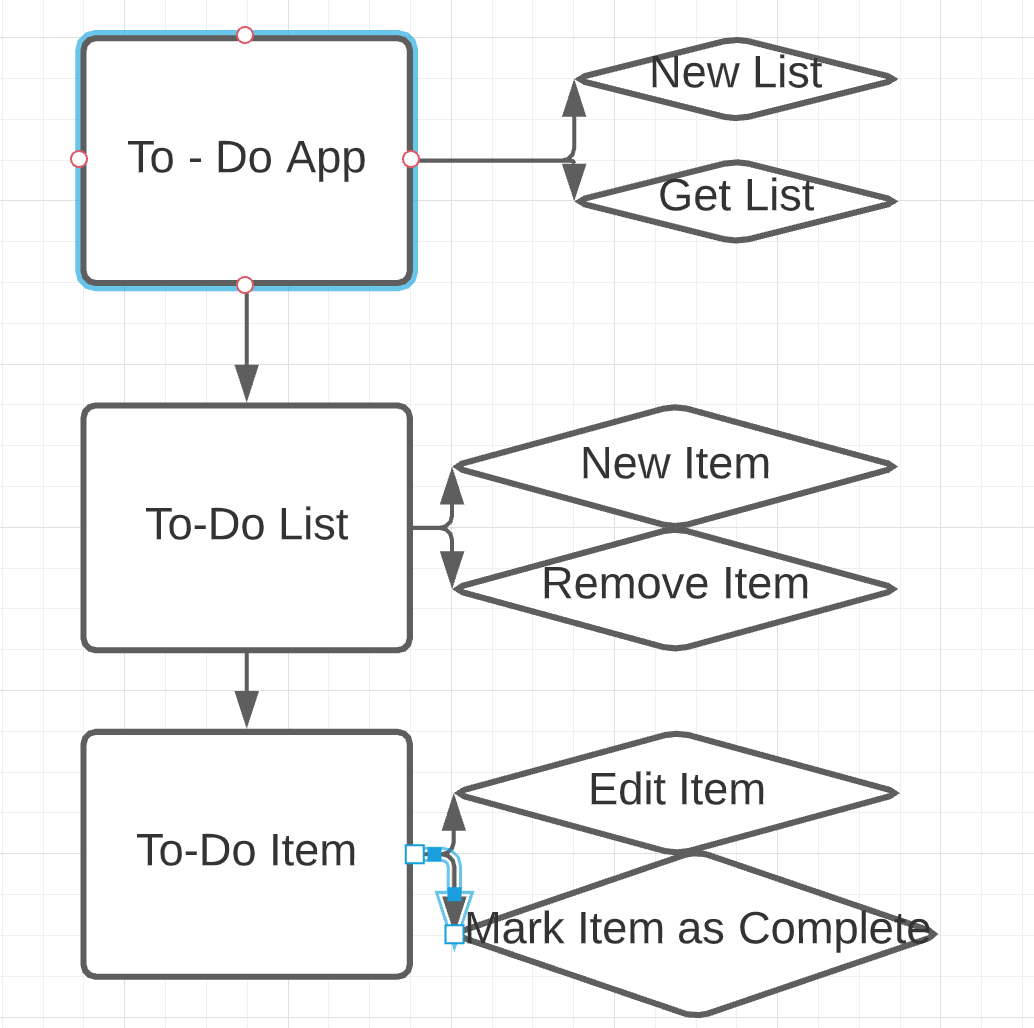 To - Do App
New List
Get List
To-Do List
New Item
Remove Item
To-Do Item
Edit Item
Mark Item as Complete